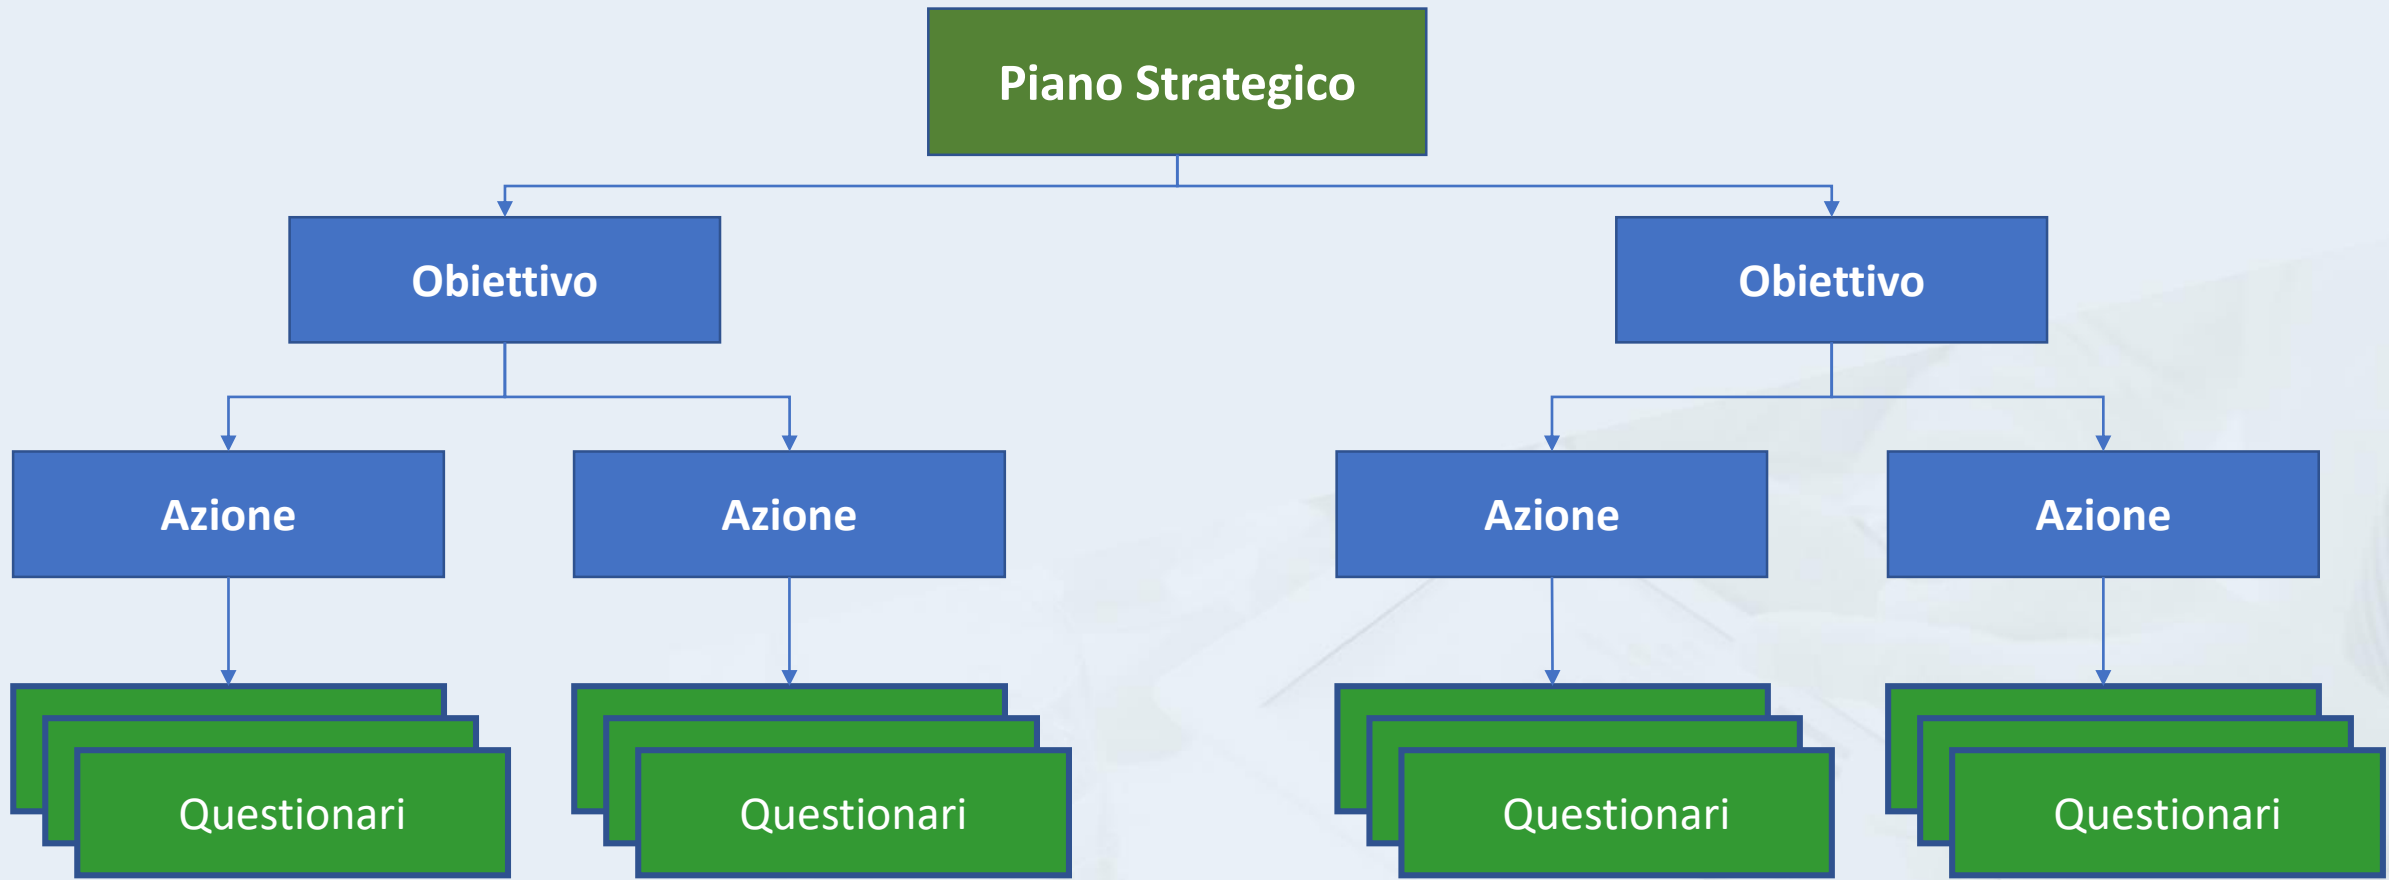 Piano Strategico
Obiettivo
Obiettivo
Azione
Azione
Azione
Azione
Questionari
Questionari
Questionari
Questionari